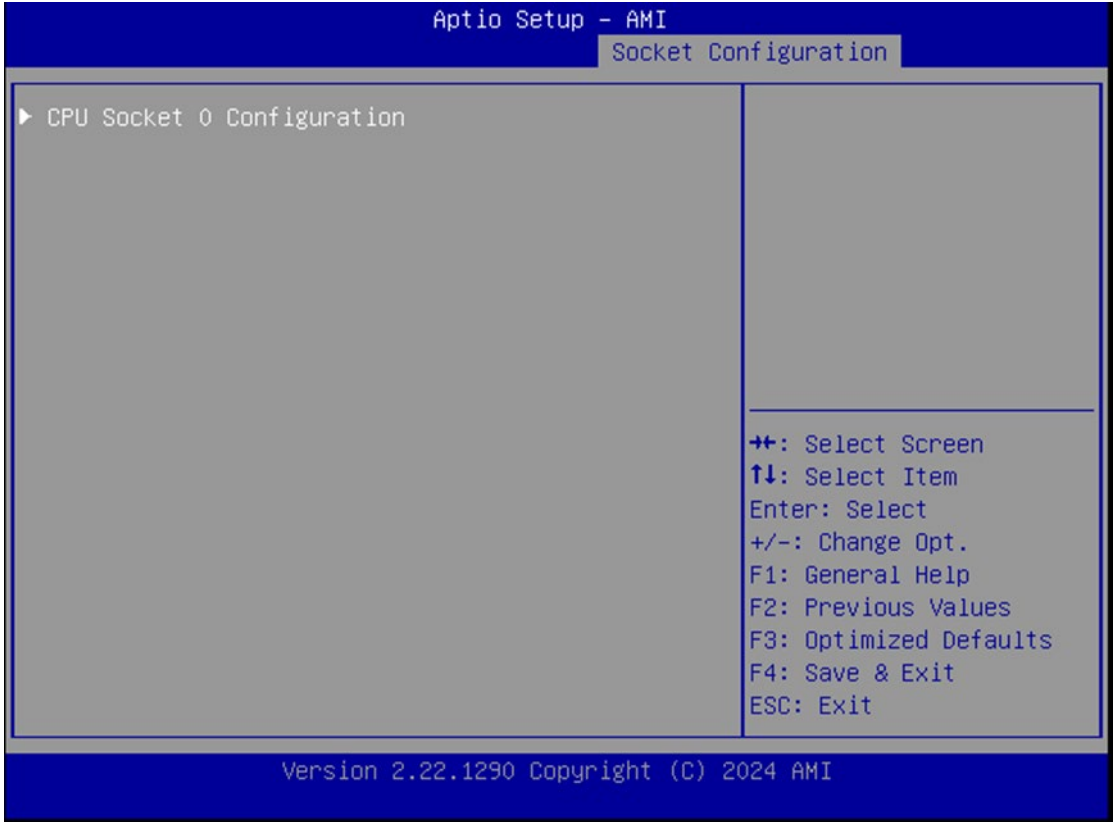 Aptio Setup – AMI
Socket Configuration
▶ CPU Socket 0 Configuration
→←: Select Screen
↑↓: Select Item
Enter: Select
+/-: Change Opt.
F1: General Help
F2: Previous Values
F3: Optimized Defaults
F4: Save & Exit
ESC: Exit
Version 2.22.1290 Copyright (C) 2024 AMI